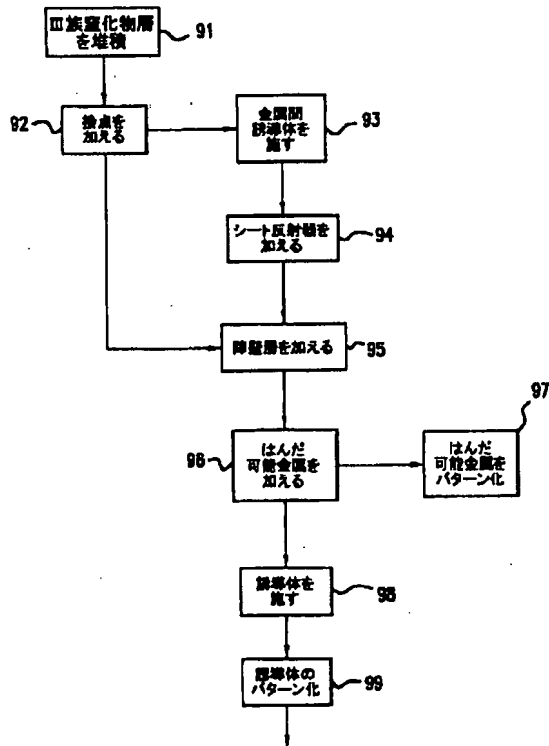 III族窒化物層
を堆積
91
92
接点を
加える
金属間
誘導体を
施す
93
シート反射器を
加える
94
障壁層を加える
95
96
はんだ
可能金属を
加える
97
はんだ
可能金属を
パターン化
誘導体を
施す
98
誘導体の
パターン化
99